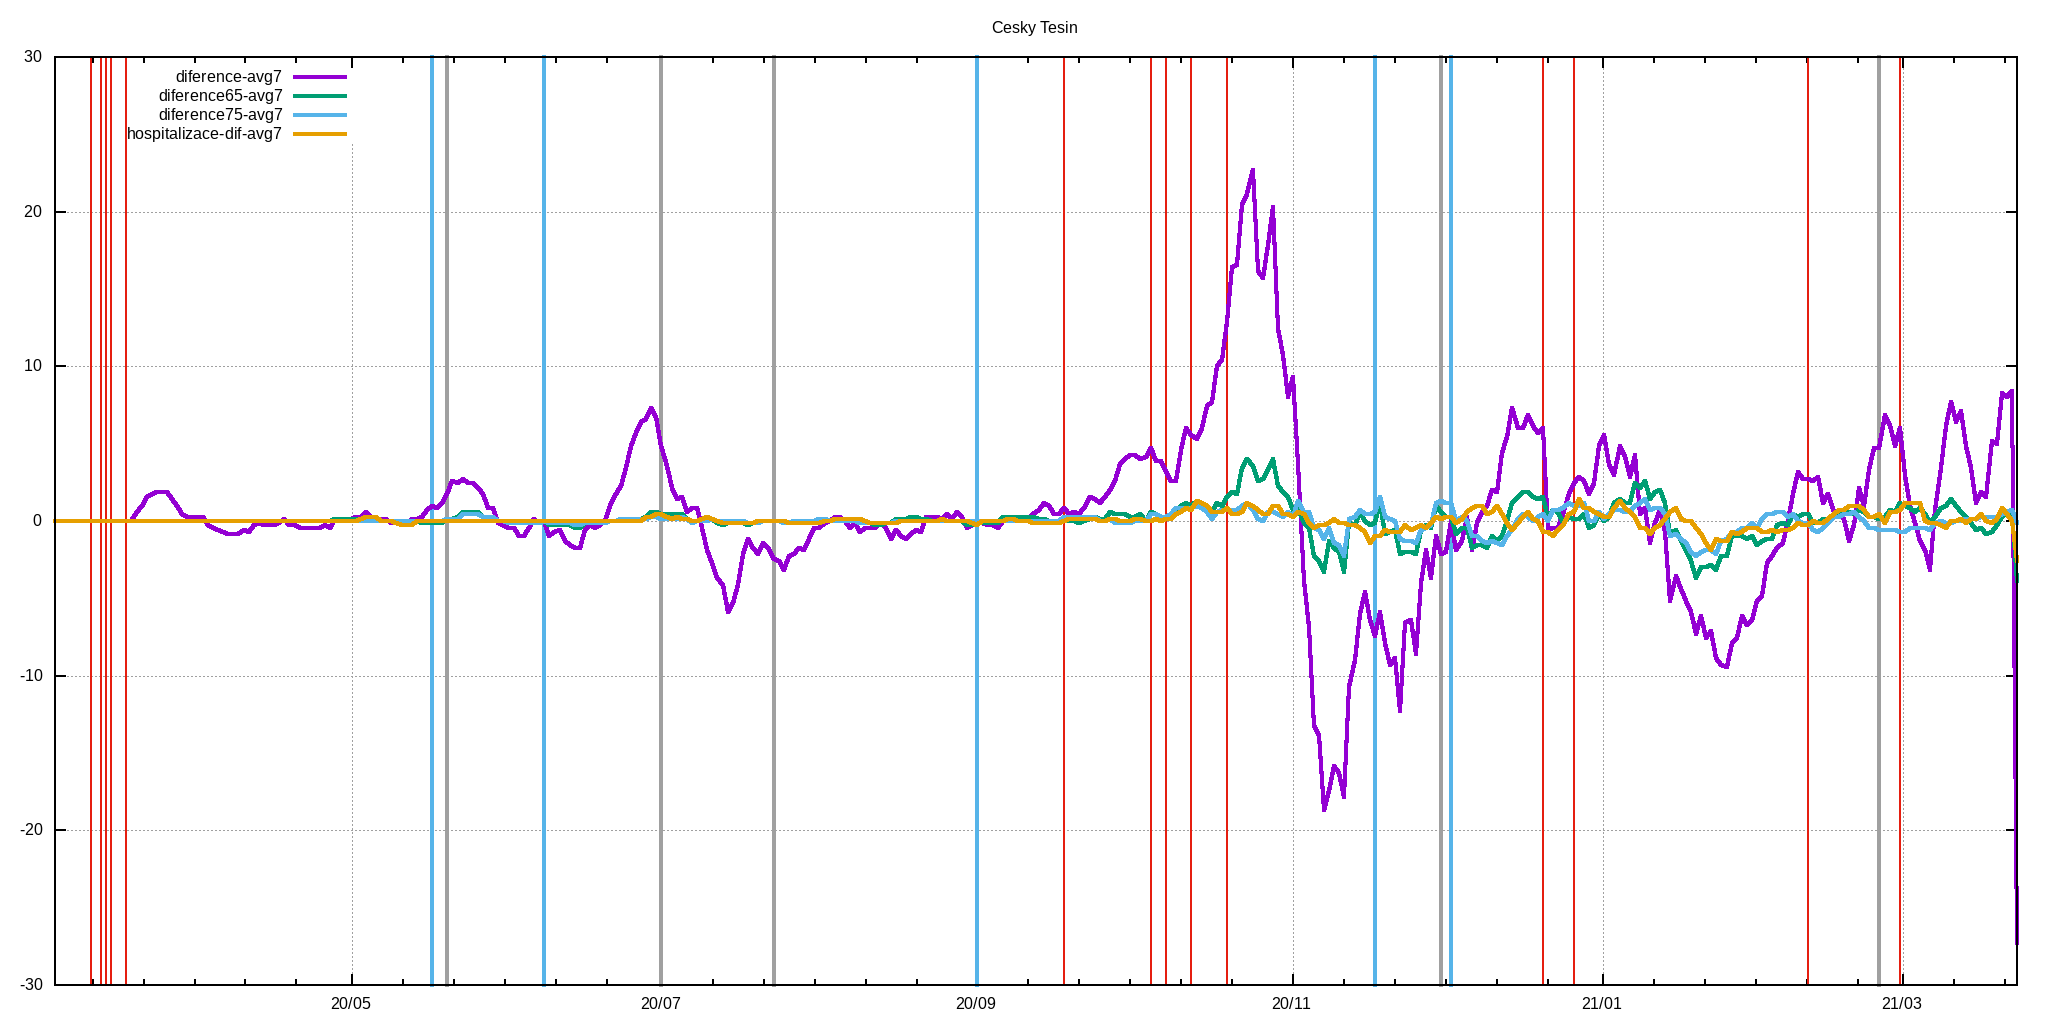 Cesky Tesin
30
diference-avg7
diference65-avg7
diference75-avg7
hospitalizace-dif-avg7
20
10
0
-10
-20
-30
20/05 20/07 20/09 20/11 21/01 21/03